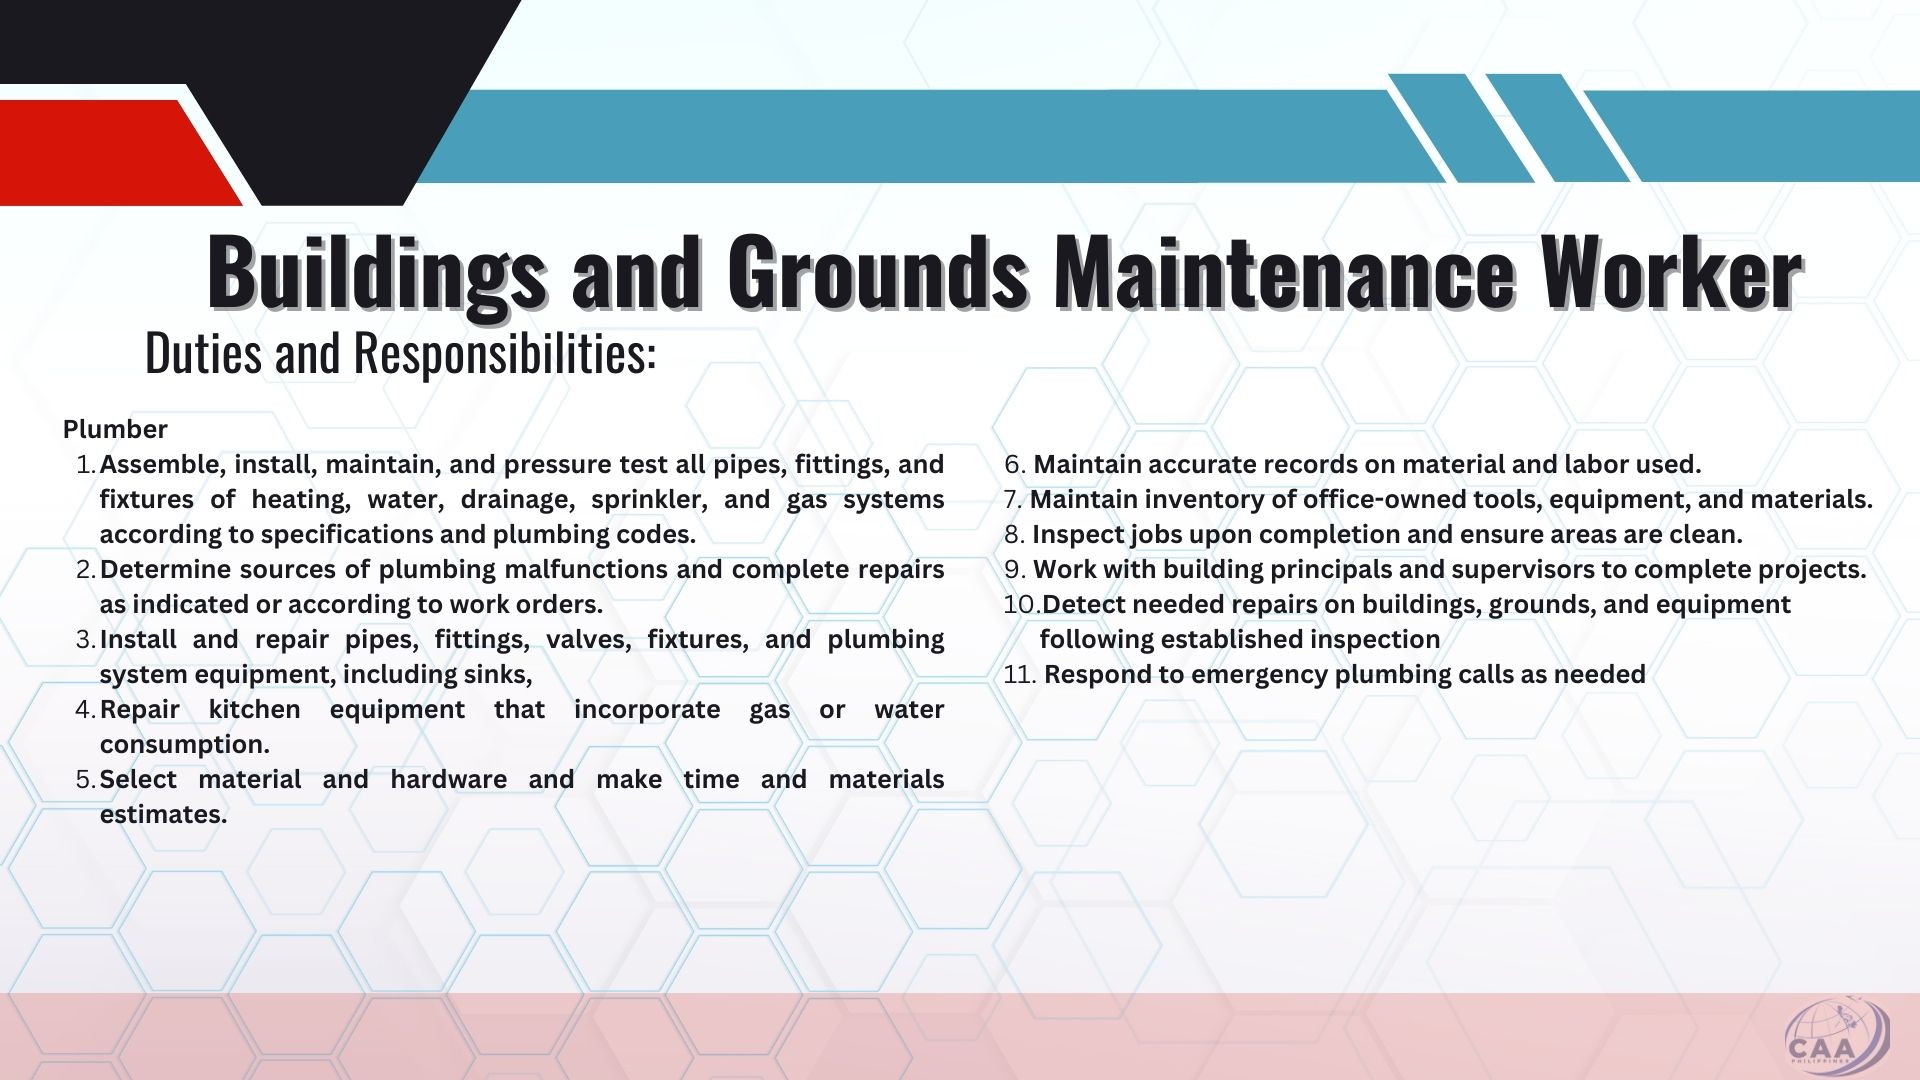 Buildings and Grounds Maintenance Worker
Duties and Responsibilities:
Plumber
1. Assemble, install, maintain, and pressure test all pipes, fittings, and
fixtures of heating, water, drainage, sprinkler, and gas systems
according to specifications and plumbing codes.
2. Determine sources of plumbing malfunctions and complete repairs
as indicated or according to work orders.
3. Install and repair pipes, fittings, valves, fixtures, and plumbing
system equipment, including sinks,
4. Repair kitchen equipment that incorporate gas or water
consumption.
5. Select material and hardware and make time and materials
estimates.
6. Maintain accurate records on material and labor used.
7. Maintain inventory of office-owned tools, equipment, and materials.
8. Inspect jobs upon completion and ensure areas are clean.
9. Work with building principals and supervisors to complete projects.
10.Detect needed repairs on buildings, grounds, and equipment
following established inspection
11. Respond to emergency plumbing calls as needed
CAA
PHILIPPINES